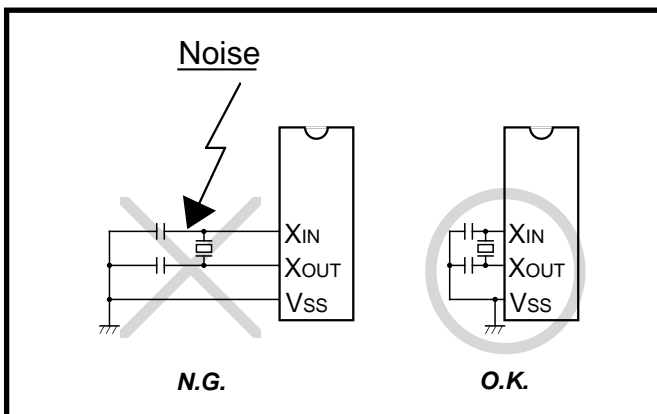 Noise
XIN
XOUT
VSS
N.G.
XIN
XOUT
VSS
O.K.